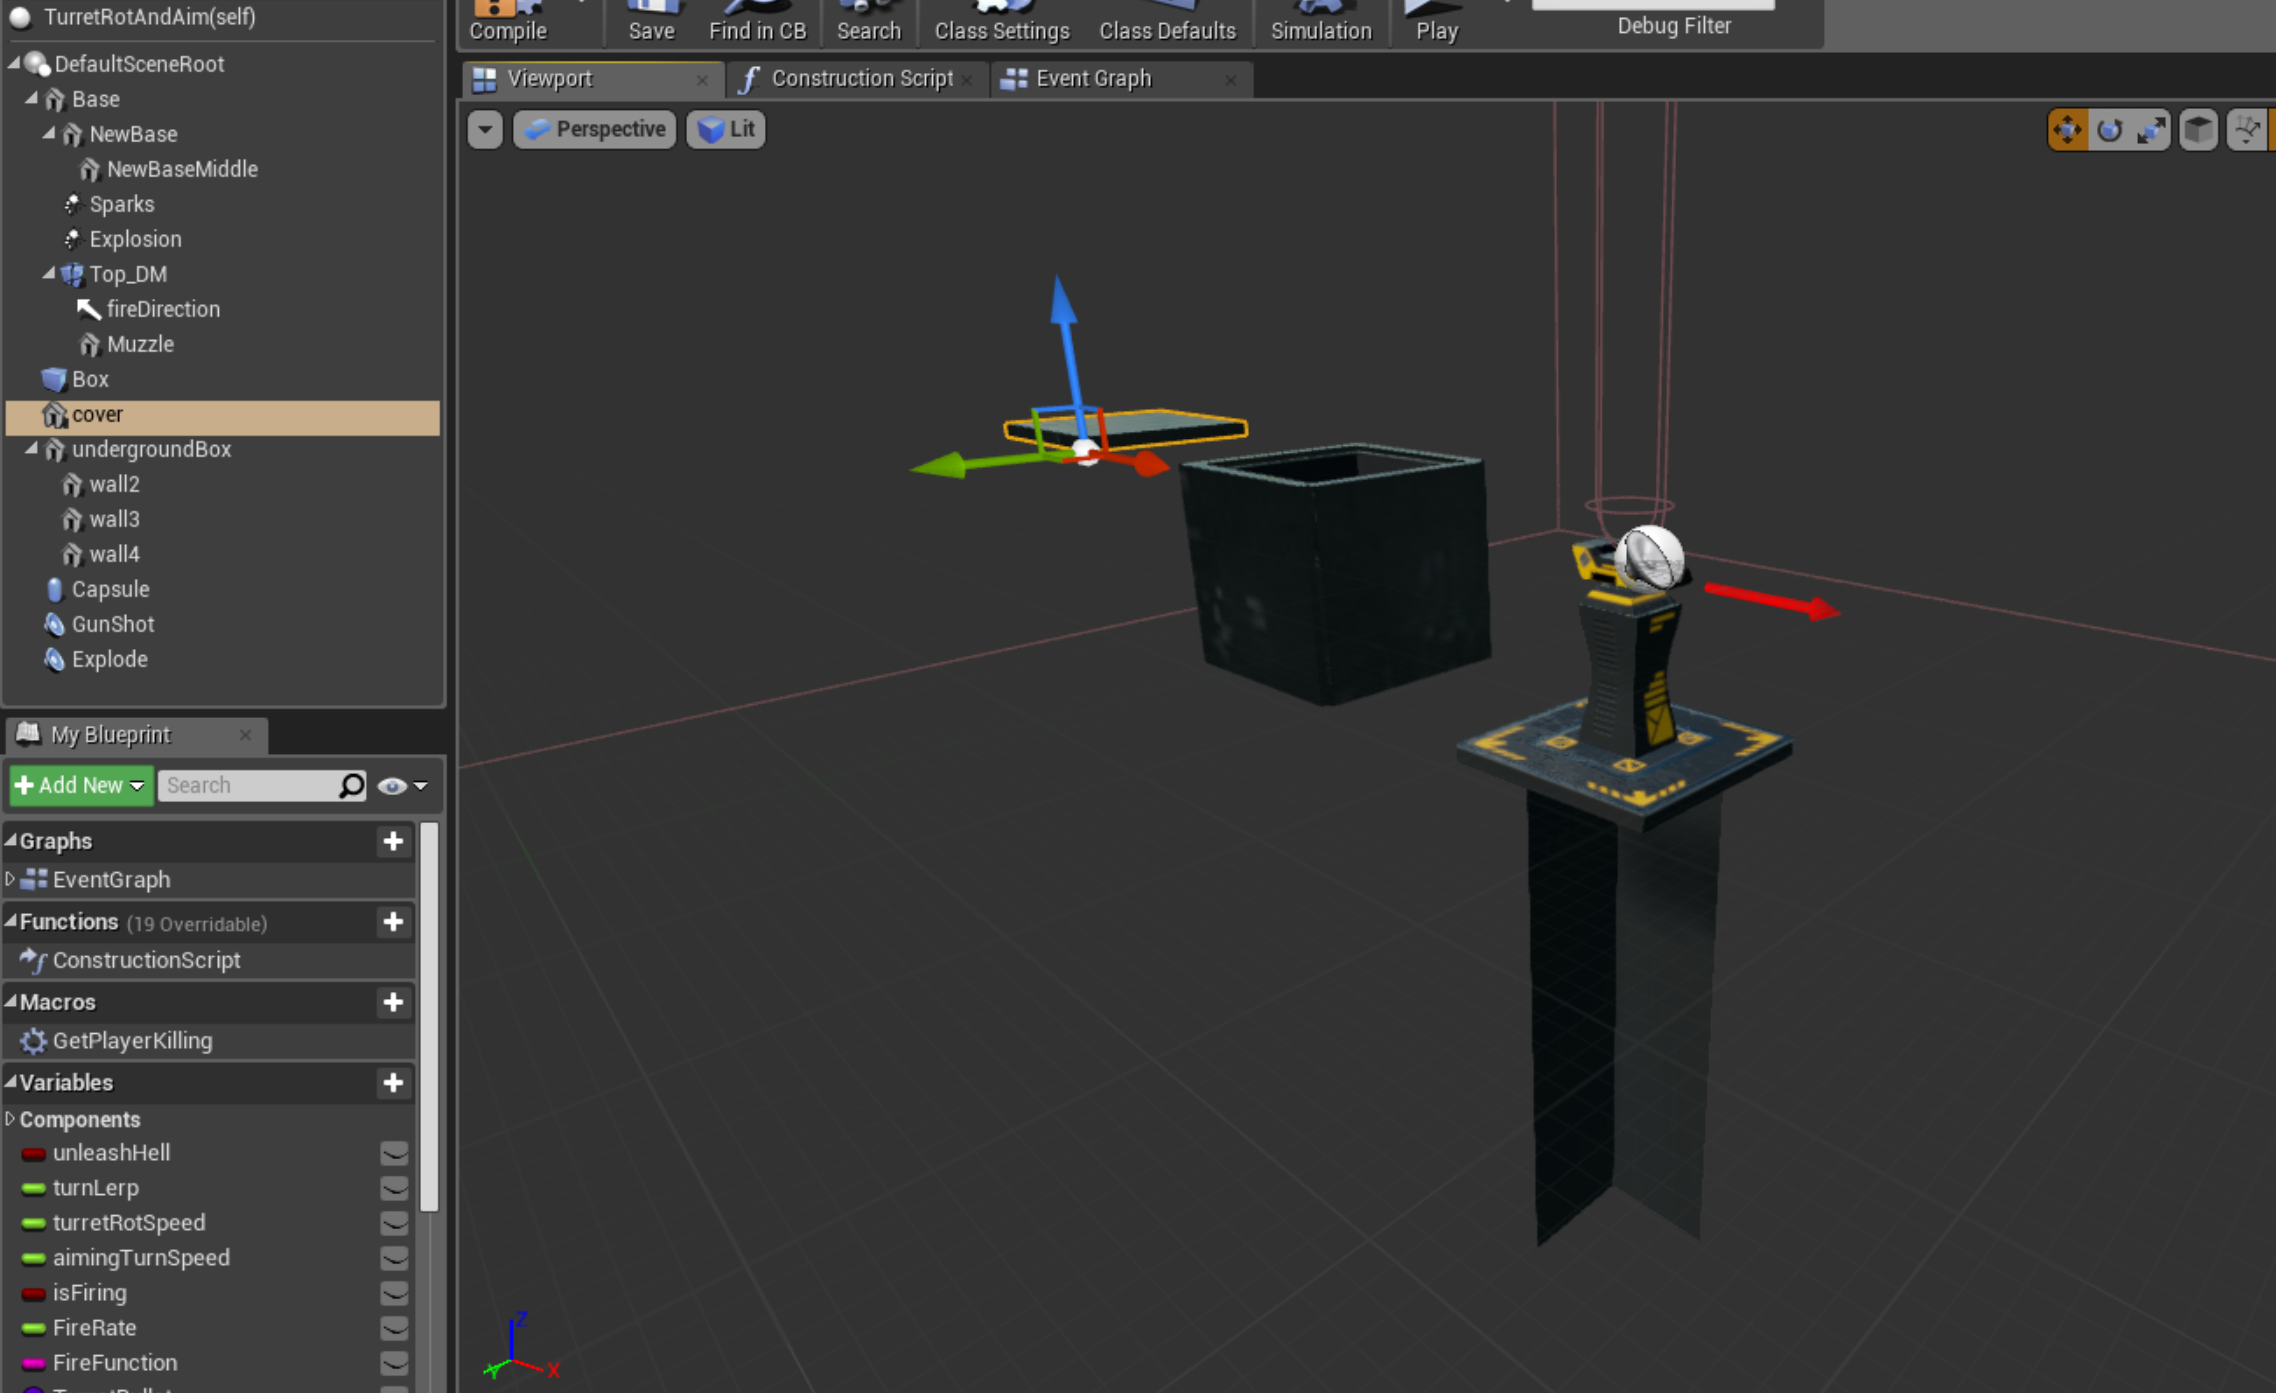 TurretRotAndAim(self)
DefaultSceneRoot
Base
NewBase
NewBaseMiddle
Sparks
Explosion
Top_DM
fireDirection
Muzzle
Box
cover
undergroundBox
wall2
wall3
wall4
Capsule
GunShot
Explode
My Blueprint
Add New
Search
Graphs
EventGraph
Functions (19 Overridable)
ConstructionScript
Macros
GetPlayerKilling
Variables
Components
unleashHell
turnLerp
turretRotSpeed
aimingTurnSpeed
isFiring
FireRate
FireFunction
Compile Save Find in CB Search Class Settings Class Defaults Simulation Play Debug Filter
Viewport Construction Script Event Graph
Perspective Lit
Z
Y X